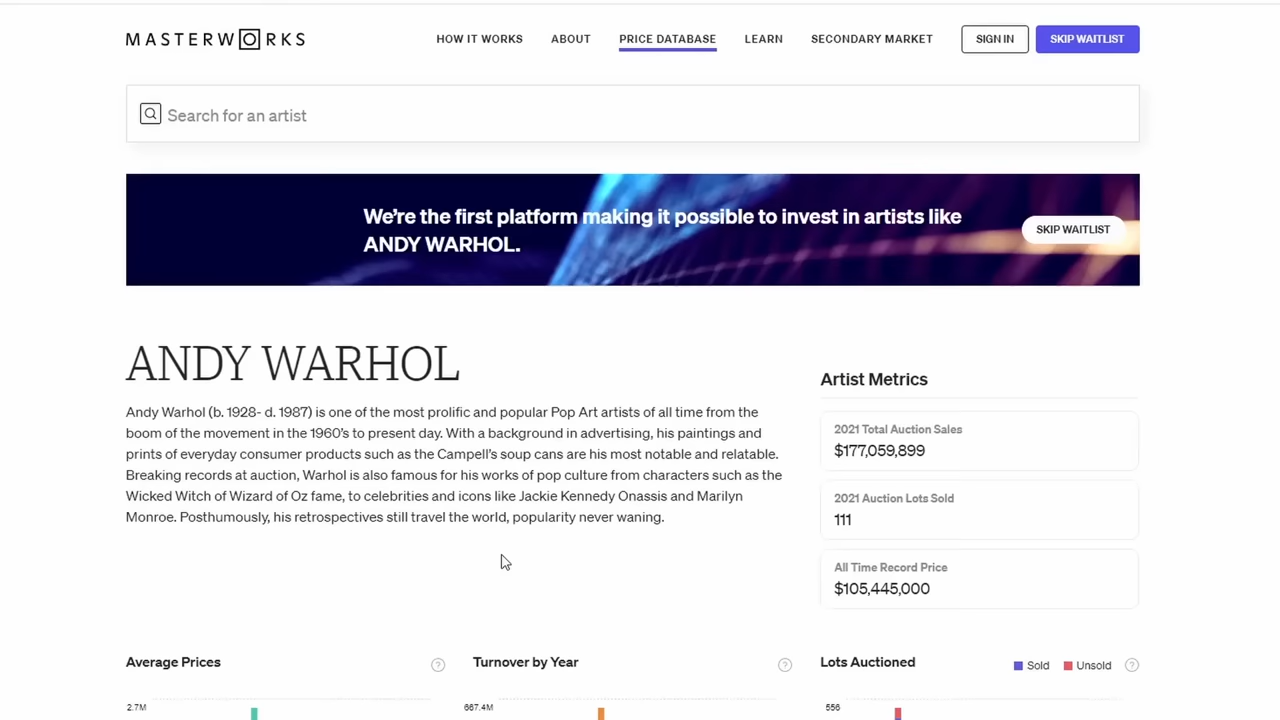 MASTERWORKS
HOW IT WORKS
ABOUT
PRICE DATABASE
LEARN
SECONDARY MARKET
SIGN IN
SKIP WAITLIST
Search for an artist
We're the first platform making it possible to invest in artists like
ANDY WARHOL.
SKIP WAITLIST
ANDY WARHOL
Andy Warhol (b. 1928- d. 1987) is one of the most prolific and popular Pop Art artists of all time from the
boom of the movement in the 1960's to present day. With a background in advertising, his paintings and
prints of everyday consumer products such as the Campell's soup cans are his most notable and relatable.
Breaking records at auction, Warhol is also famous for his works of pop culture from characters such as the
Wicked Witch of Wizard of Oz fame, to celebrities and icons like Jackie Kennedy Onassis and Marilyn
Monroe. Posthumously, his retrospectives still travel the world, popularity never waning.
Artist Metrics
2021 Total Auction Sales
$177,059,899
2021 Auction Lots Sold
111
All Time Record Price
$105,445,000
Average Prices
?
2.7M
Turnover by Year
?
667.4M
Lots Auctioned
Sold
Unsold
?
556